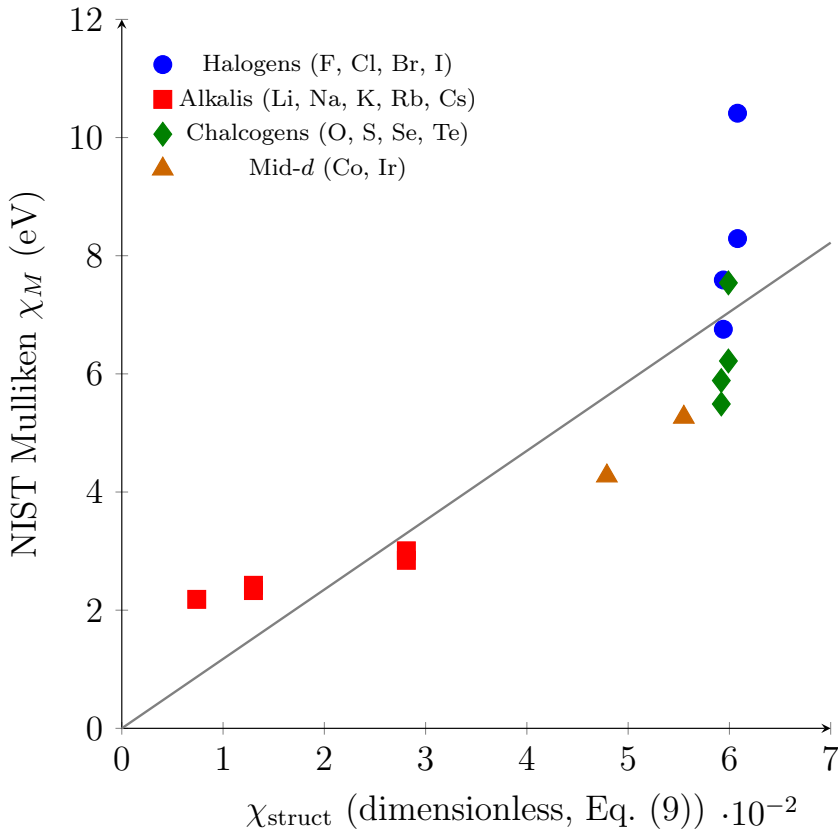 12
10
8
6
4
2
0
NIST Mulliken χ_M (eV)
Halogens (F, Cl, Br, I)
Alkalis (Li, Na, K, Rb, Cs)
Chalcogens (O, S, Se, Te)
Mid-d (Co, Ir)
0 1 2 3 4 5 6 7
χ_struct (dimensionless, Eq. (9)) ·10⁻²